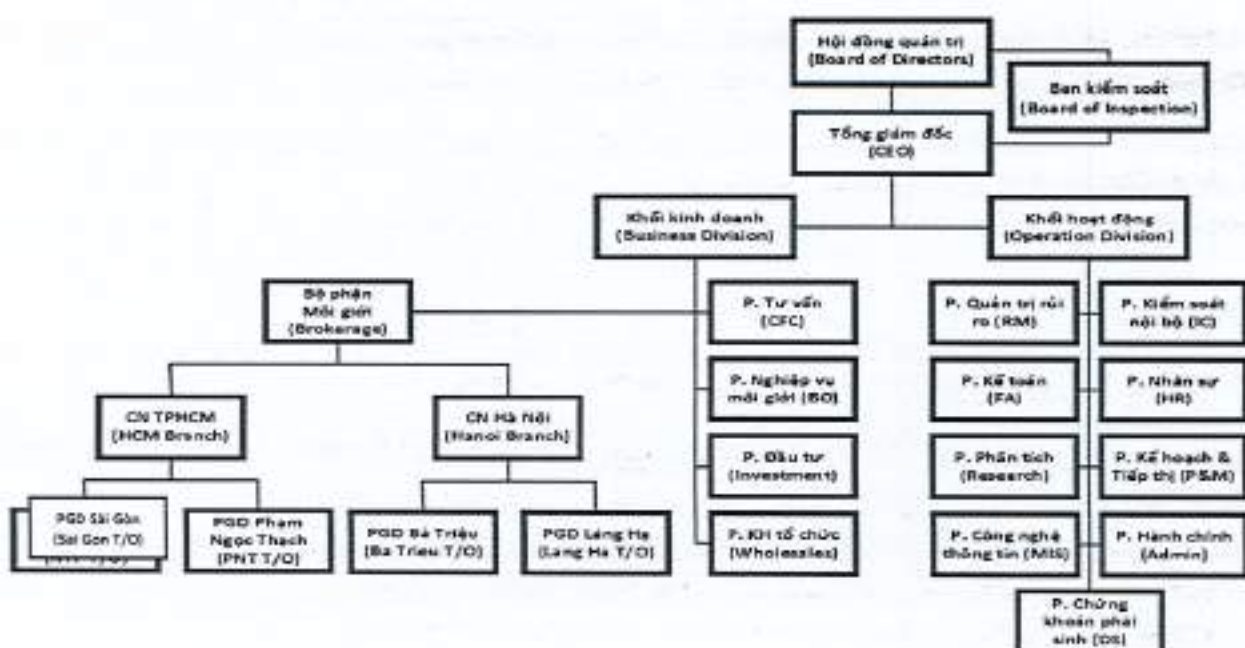 Hội đồng quản trị
(Board of Directors)
Ban kiểm soát
(Board of Inspection)
Tổng giám đốc
(CEO)
Khối kinh doanh
(Business Division)
Khối hoạt động
(Operation Division)
Bộ phận
Môi giới
(Brokerage)
P. Tư vấn
(CFC)
P. Quản trị rủi
ro (RM)
P. Kiểm soát
nội bộ (IC)
P. Nghiệp vụ
môi giới (BO)
P. Kế toán
(FA)
P. Nhân sự
(HR)
CN TPHCM
(HCM Branch)
CN Hà Nội
(Hanoi Branch)
P. Đầu tư
(Investment)
P. Phân tích
(Research)
P. Kế hoạch &
Tiếp thị (P&M)
PGD Sài Gòn
(Sai Gon T/O)
PGD Phạm
Ngọc Thạch
(PNT T/O)
PGD Bà Triệu
(Ba Trieu T/O)
PGD Láng Hạ
(Lang Ha T/O)
P. KH tổ chức
(Wholesales)
P. Công nghệ
thông tin (MIS)
P. Hành chính
(Admin)
P. Chứng
khoán phái
sinh (DS)